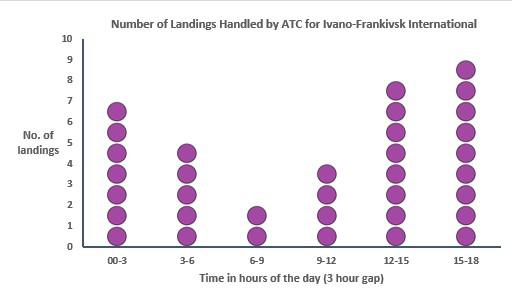 Number of Landings Handled by ATC for Ivano-Frankivsk International
10
9
8
7
6
5
4
3
2
1
0
No. of
landings
00-3 3-6 6-9 9-12 12-15 15-18
Time in hours of the day (3 hour gap)